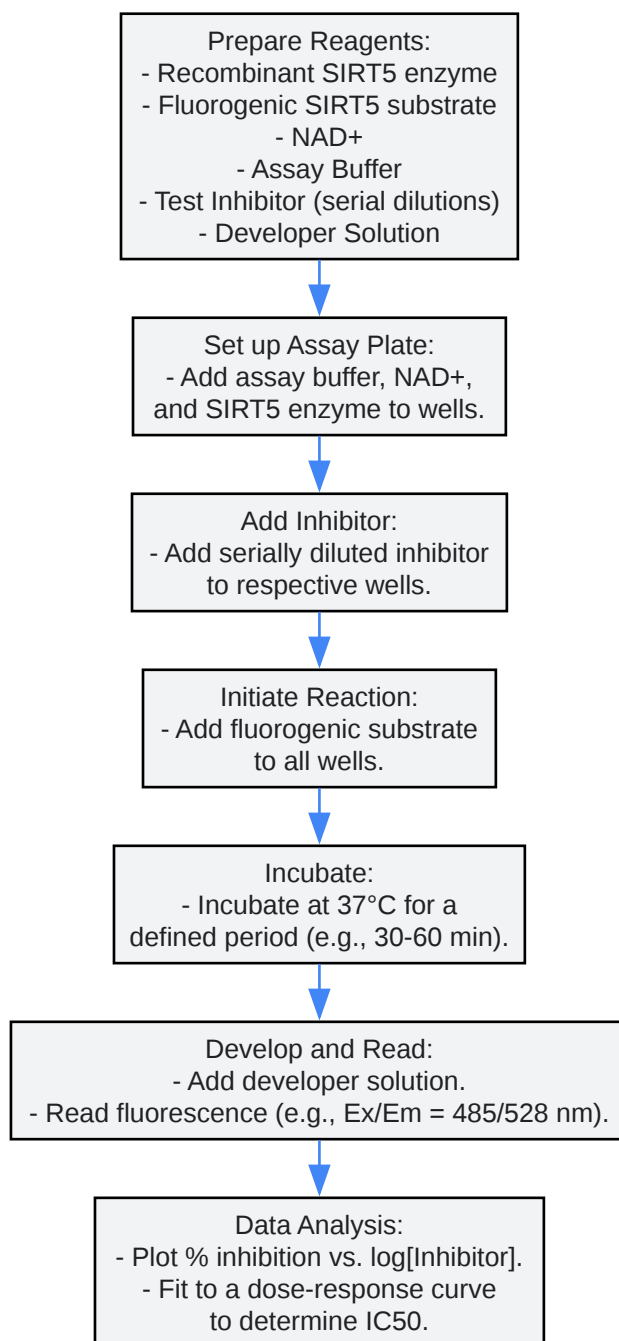 Prepare Reagents:
- Recombinant SIRT5 enzyme
- Fluorogenic SIRT5 substrate
- NAD+
- Assay Buffer
- Test Inhibitor (serial dilutions)
- Developer Solution
Set up Assay Plate:
- Add assay buffer, NAD+,
and SIRT5 enzyme to wells.
Add Inhibitor:
- Add serially diluted inhibitor
to respective wells.
Initiate Reaction:
- Add fluorogenic substrate
to all wells.
Incubate:
- Incubate at 37°C for a
defined period (e.g., 30-60 min).
Develop and Read:
- Add developer solution.
- Read fluorescence (e.g., Ex/Em = 485/528 nm).
Data Analysis:
- Plot % inhibition vs. log[Inhibitor].
- Fit to a dose-response curve
to determine IC50.